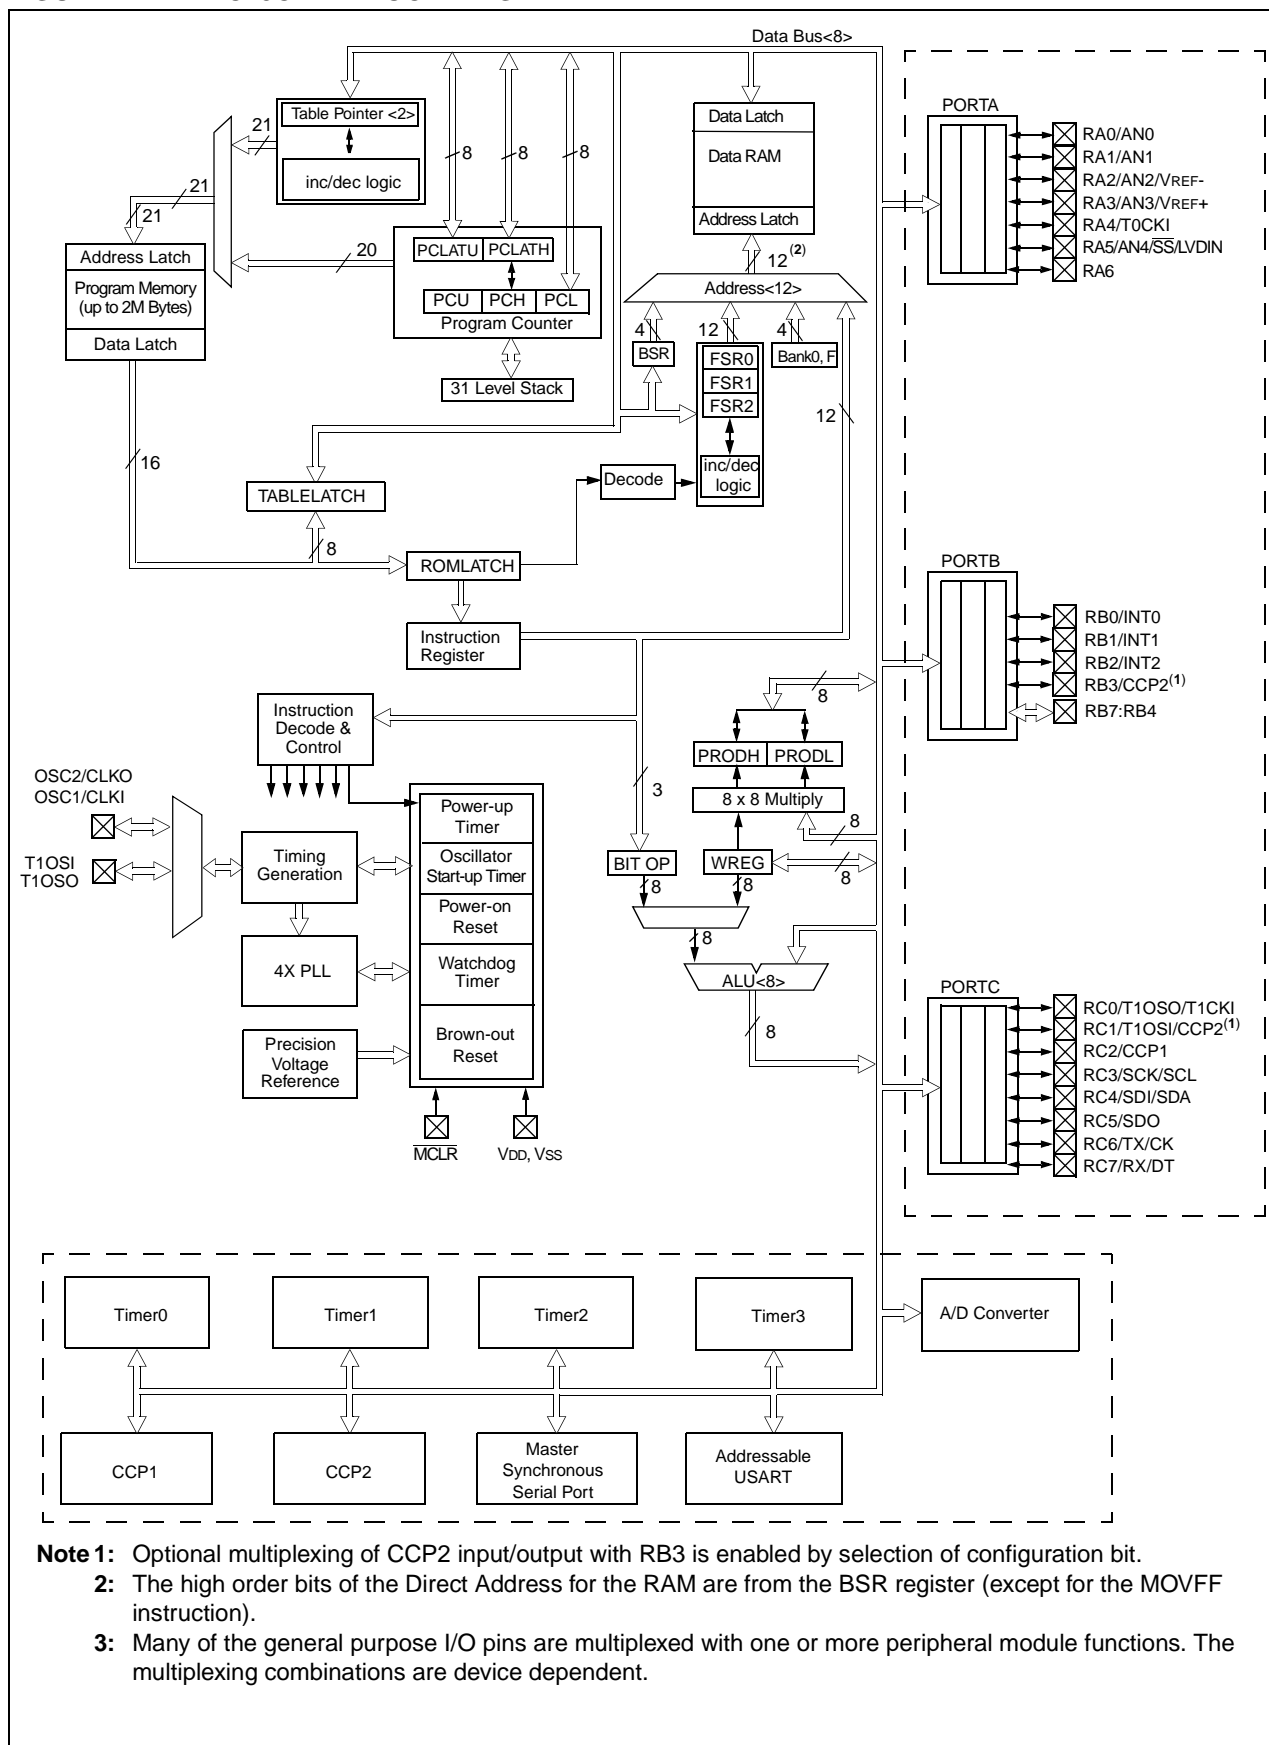 Data Bus<8>
Table Pointer <2>
inc/dec logic
21
21
21
8
8
8
Data Latch
Data RAM
Address Latch
12(2)
Address<12>
Address Latch
Program Memory
(up to 2M Bytes)
Data Latch
20
PCLATU PCLATH
PCU PCH PCL
Program Counter
31 Level Stack
4
12
4
BSR
FSR0
FSR1
FSR2
inc/dec
logic
Bank0, F
12
16
TABLELATCH
8
Decode
ROMLATCH
Instruction
Register
PORTA
RA0/AN0
RA1/AN1
RA2/AN2/VREF-
RA3/AN3/VREF+
RA4/T0CKI
RA5/AN4/SS/LVDIN
RA6
PORTB
RB0/INT0
RB1/INT1
RB2/INT2
RB3/CCP2(1)
RB7:RB4
Instruction
Decode &
Control
8
PRODH PRODL
8 x 8 Multiply
3
8
BIT OP
WREG
8
8
8
8
ALU<8>
8
OSC2/CLKO
OSC1/CLKI
T1OSI
T1OSO
Timing
Generation
4X PLL
Precision
Voltage
Reference
Power-up
Timer
Oscillator
Start-up Timer
Power-on
Reset
Watchdog
Timer
Brown-out
Reset
MCLR
VDD, VSS
PORTC
RC0/T1OSO/T1CKI
RC1/T1OSI/CCP2(1)
RC2/CCP1
RC3/SCK/SCL
RC4/SDI/SDA
RC5/SDO
RC6/TX/CK
RC7/RX/DT
Timer0
Timer1
Timer2
Timer3
A/D Converter
CCP1
CCP2
Master
Synchronous
Serial Port
Addressable
USART
Note 1: Optional multiplexing of CCP2 input/output with RB3 is enabled by selection of configuration bit.
2: The high order bits of the Direct Address for the RAM are from the BSR register (except for the MOVFF
instruction).
3: Many of the general purpose I/O pins are multiplexed with one or more peripheral module functions. The
multiplexing combinations are device dependent.